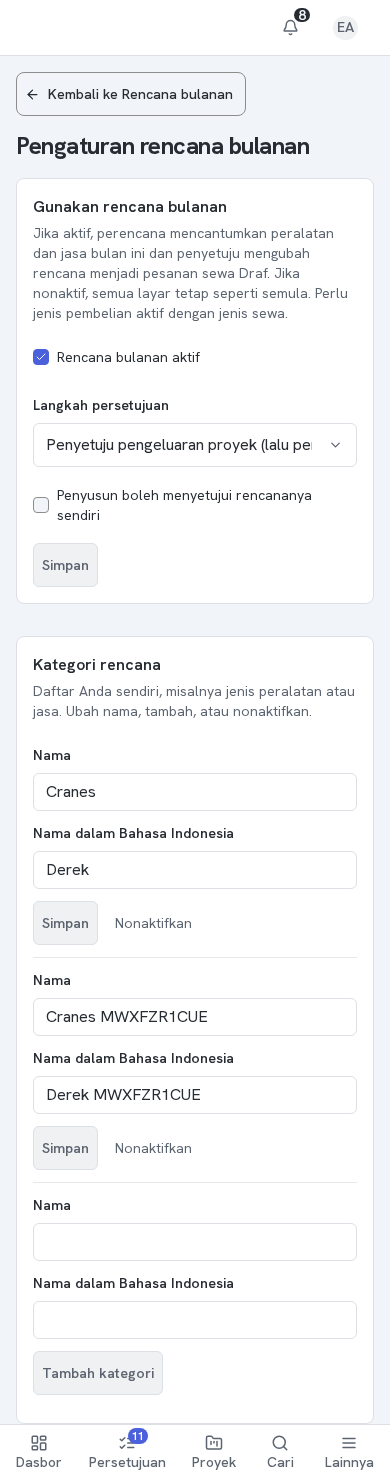 8
EA
Kembali ke Rencana bulanan
Pengaturan rencana bulanan
Gunakan rencana bulanan
Jika aktif, perencana mencantumkan peralatan
dan jasa bulan ini dan penyetuju mengubah
rencana menjadi pesanan sewa Draf. Jika
nonaktif, semua layar tetap seperti semula. Perlu
jenis pembelian aktif dengan jenis sewa.
Rencana bulanan aktif
Langkah persetujuan
Penyetuju pengeluaran proyek (lalu
Penyusun boleh menyetujui rencananya
sendiri
Simpan
Kategori rencana
Daftar Anda sendiri, misalnya jenis peralatan atau
jasa. Ubah nama, tambah, atau nonaktifkan.
Nama
Cranes
Nama dalam Bahasa Indonesia
Derek
Simpan Nonaktifkan
Nama
Cranes MWXFZR1CUE
Nama dalam Bahasa Indonesia
Derek MWXFZR1CUE
Simpan Nonaktifkan
Nama
Nama dalam Bahasa Indonesia
Tambah kategori
11
Dasbor Persetujuan Proyek Cari Lainnya